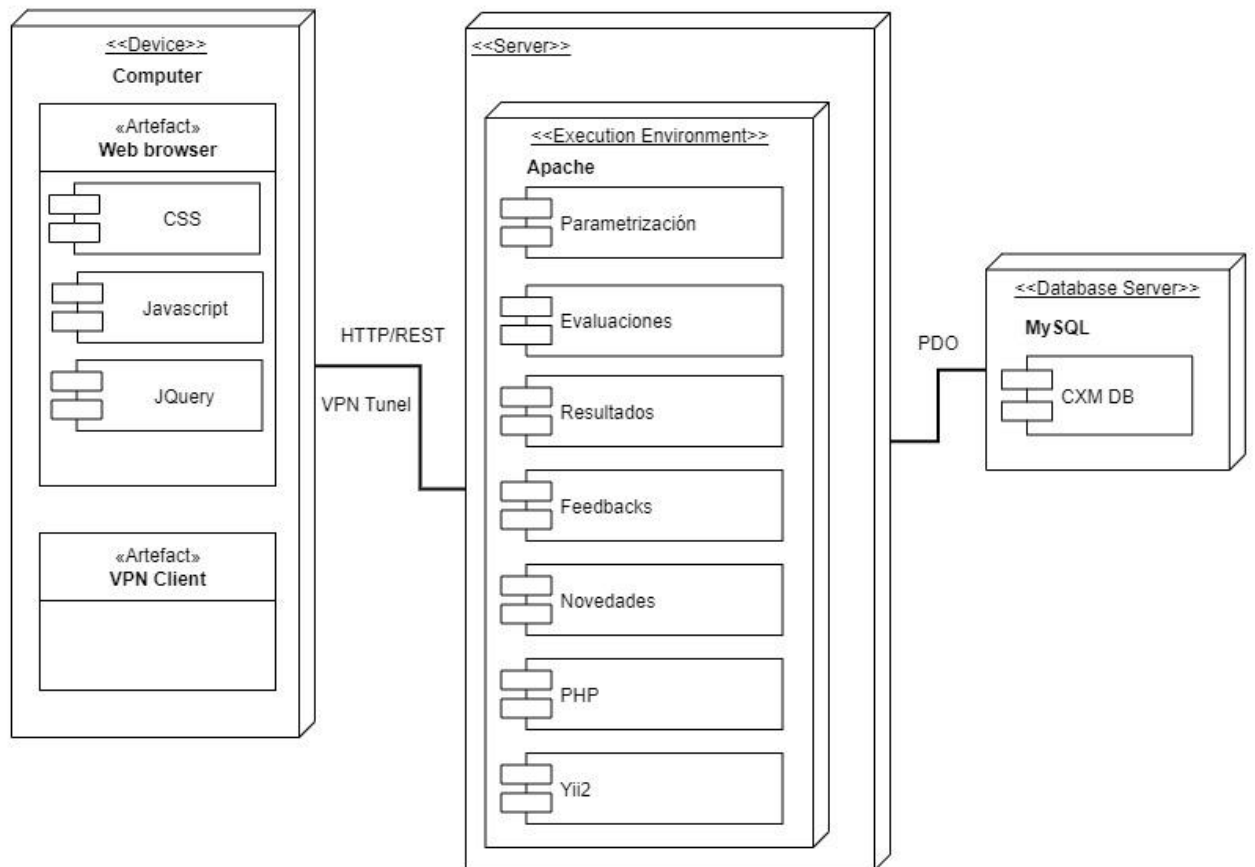 <<Device>>
Computer
«Artefact»
Web browser
CSS
Javascript
JQuery
«Artefact»
VPN Client
HTTP/REST
VPN Tunel
<<Server>>
<<Execution Environment>>
Apache
Parametrización
Evaluaciones
Resultados
Feedbacks
Novedades
PHP
Yii2
PDO
<<Database Server>>
MySQL
CXM DB